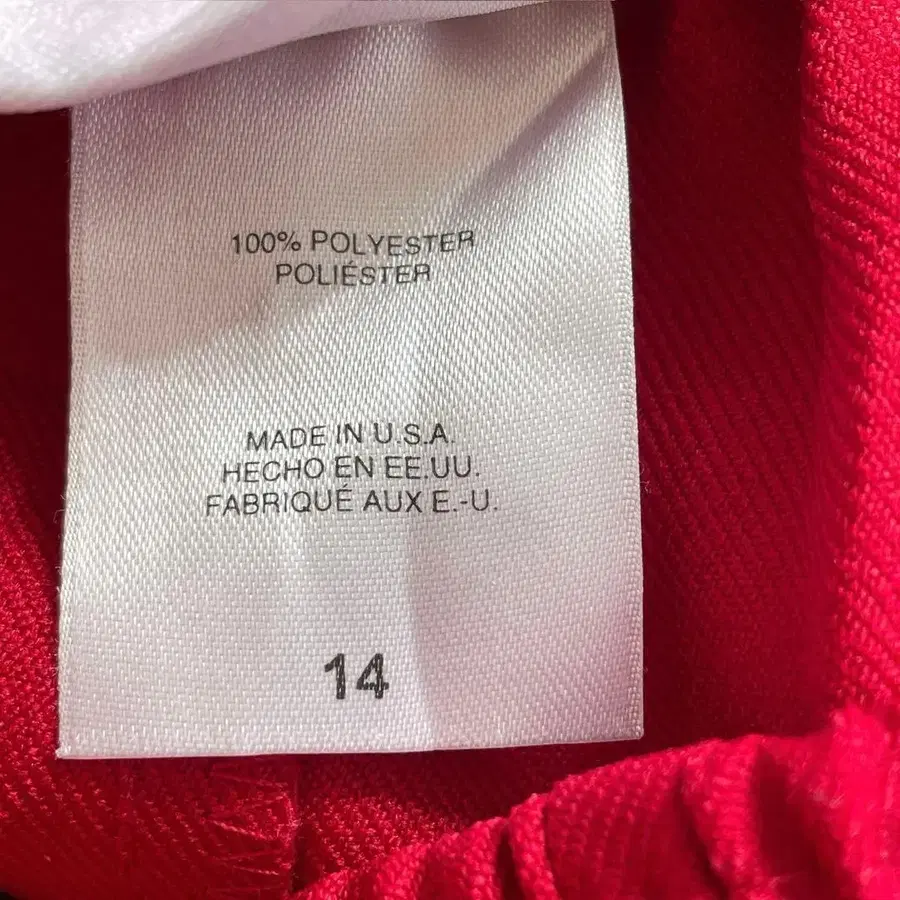 100% POLYESTER
POLIÉSTER
MADE IN U.S.A.
HECHO EN EE.UU.
FABRIQUÉ AUX E.-U.
14